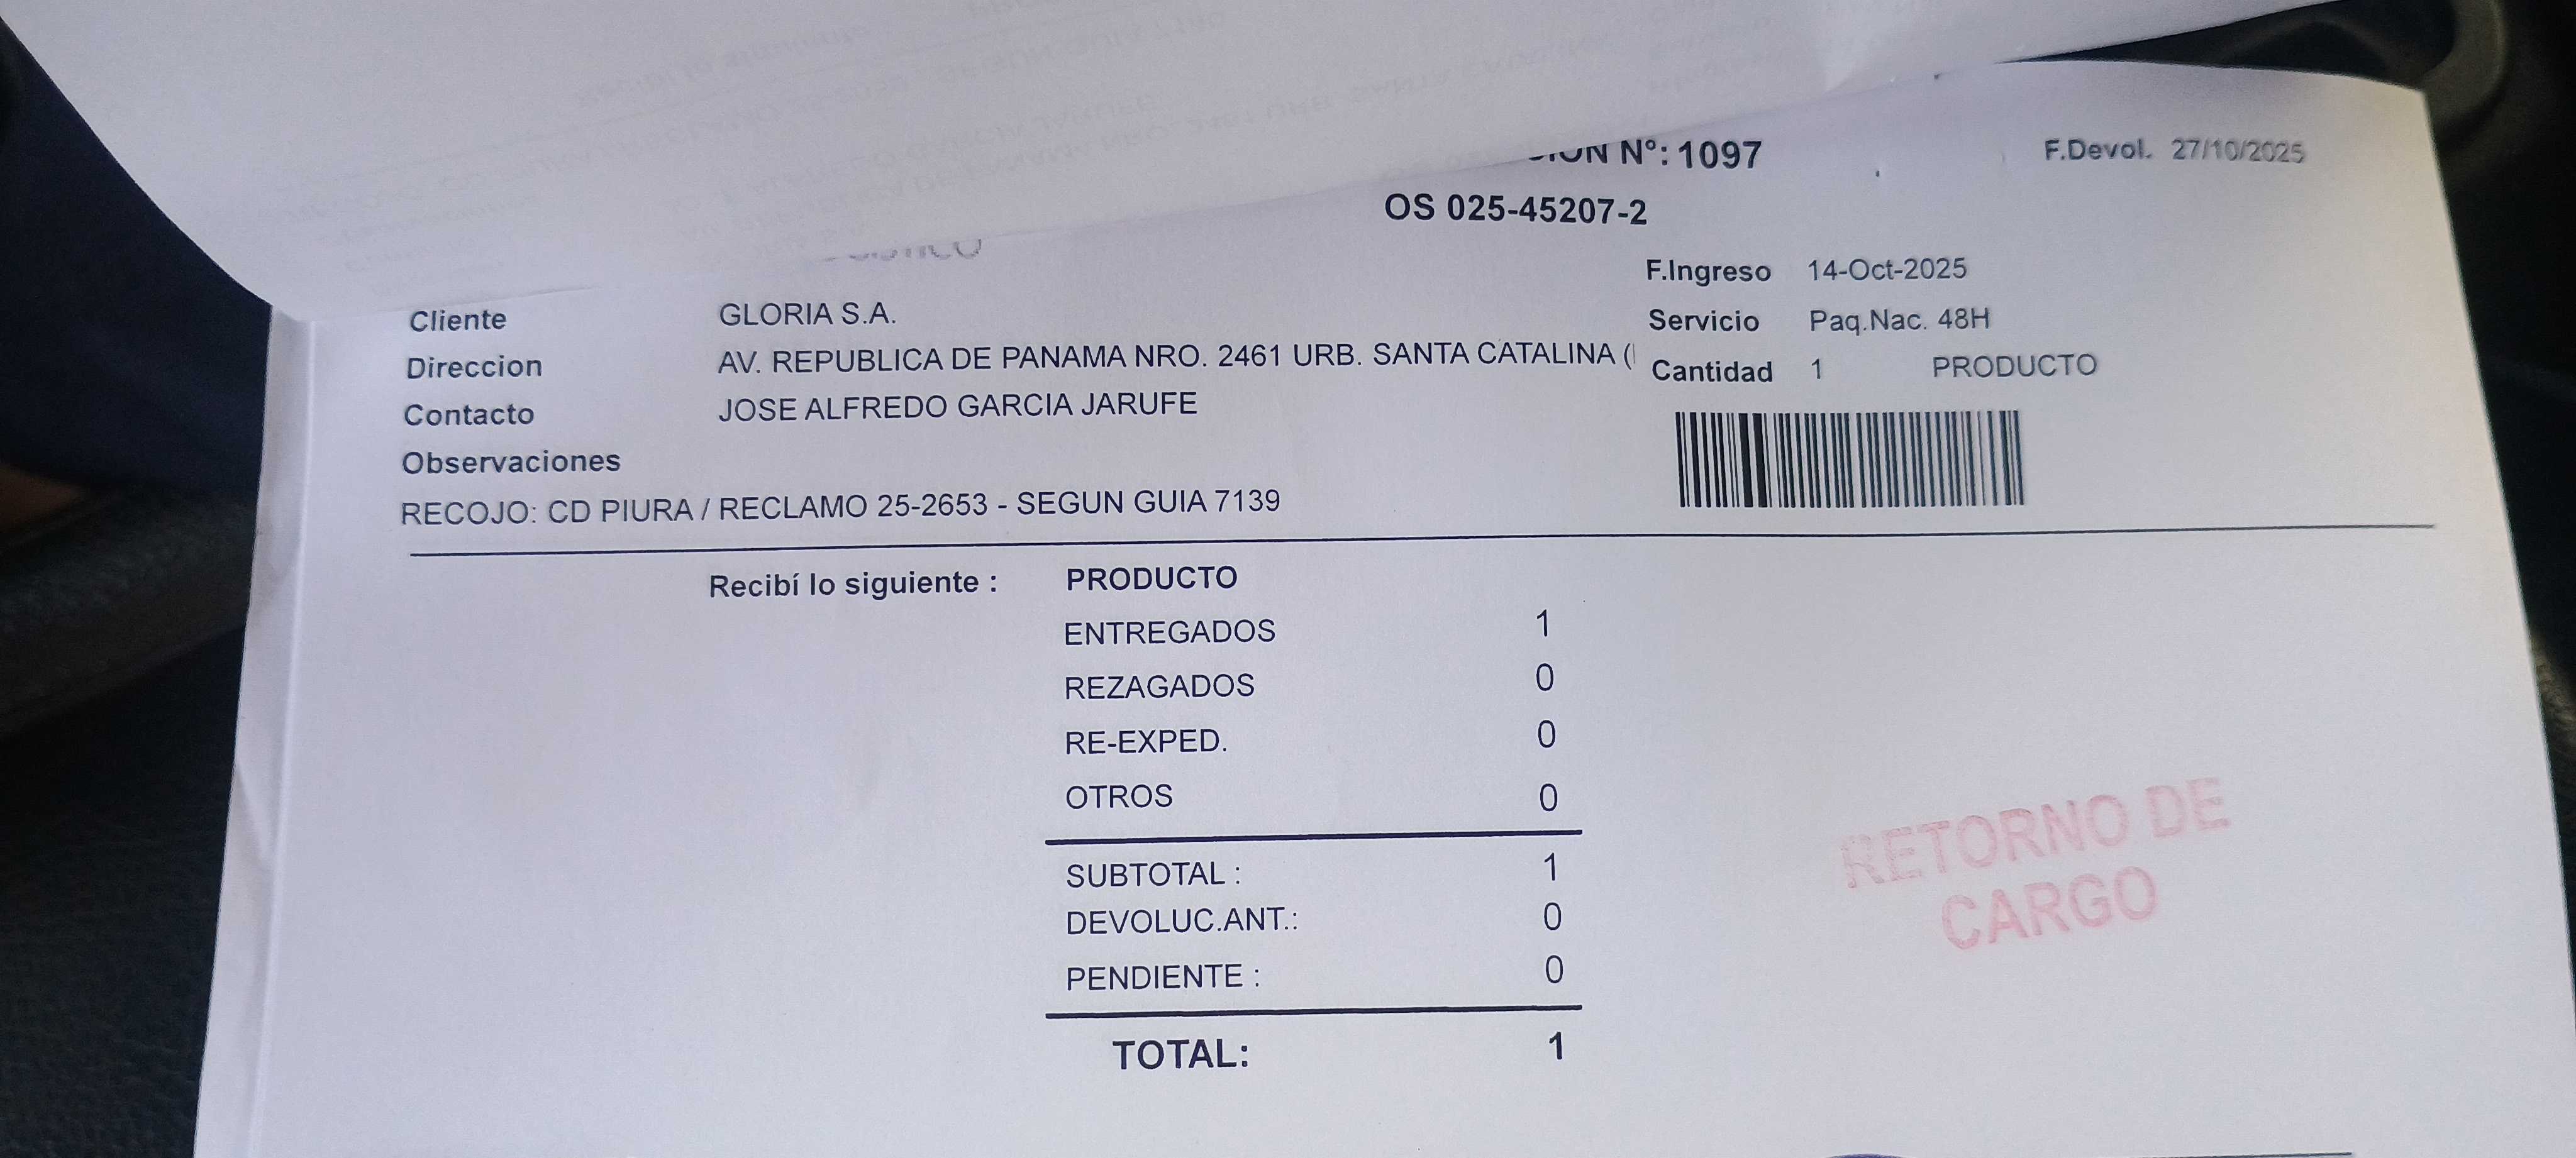 N°: 1097
F.Devol. 27/10/2025
OS 025-45207-2
F.Ingreso 14-Oct-2025
Cliente GLORIA S.A.
Servicio Paq.Nac. 48H
Direccion AV. REPUBLICA DE PANAMA NRO. 2461 URB. SANTA CATALINA (
Cantidad 1 PRODUCTO
Contacto JOSE ALFREDO GARCIA JARUFE
Observaciones
RECOJO: CD PIURA / RECLAMO 25-2653 - SEGUN GUIA 7139
Recibí lo siguiente : PRODUCTO
ENTREGADOS 1
REZAGADOS 0
RE-EXPED. 0
OTROS 0
SUBTOTAL : 1
DEVOLUC.ANT.: 0
PENDIENTE : 0
TOTAL: 1
RETORNO DE
CARGO